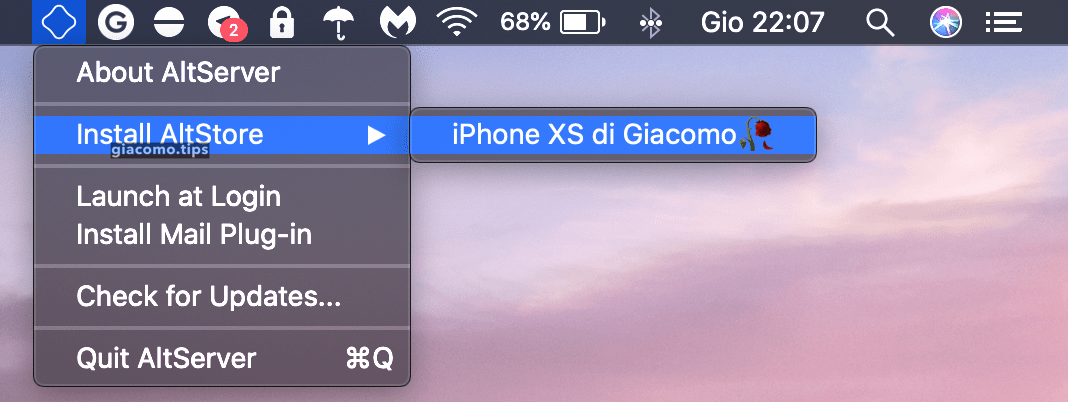 G 2 68% Gio 22:07
About AltServer
Install AltStore ▶ iPhone XS di Giacomo🥀
giacomo.tips
Launch at Login
Install Mail Plug-in
Check for Updates...
Quit AltServer ⌘Q